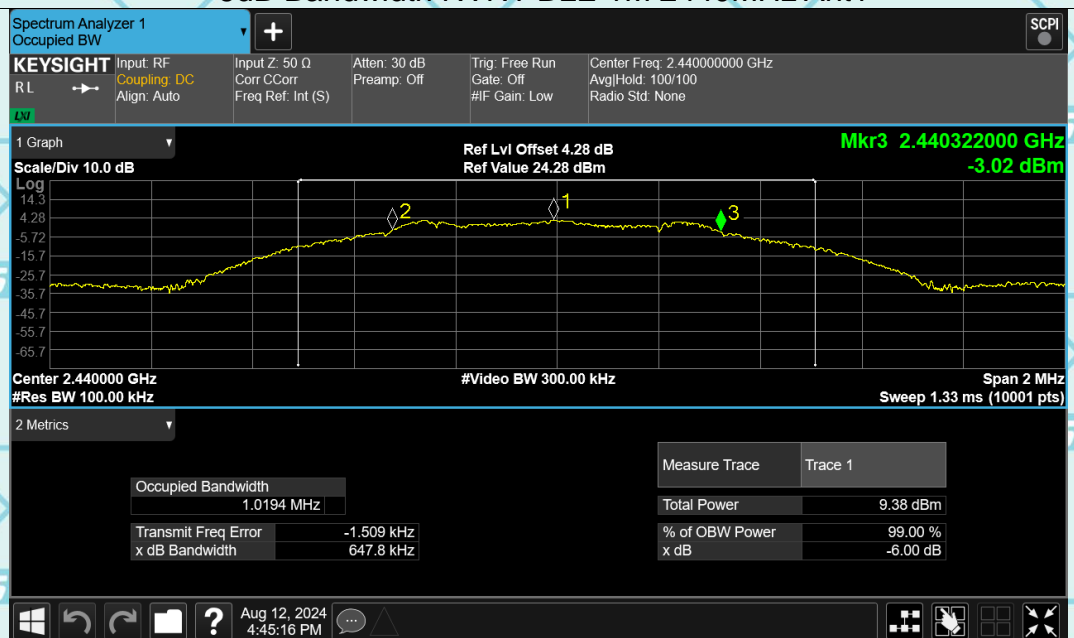 Spectrum Analyzer 1
Occupied BW
SCPI
KEYSIGHT
RL
LXI
Input: RF
Coupling: DC
Align: Auto
Input Z: 50 Ω
Corr CCorr
Freq Ref: Int (S)
Atten: 30 dB
Preamp: Off
Trig: Free Run
Gate: Off
#IF Gain: Low
Center Freq: 2.440000000 GHz
Avg|Hold: 100/100
Radio Std: None
1 Graph
Scale/Div 10.0 dB
Ref Lvl Offset 4.28 dB
Ref Value 24.28 dBm
Mkr3 2.440322000 GHz
-3.02 dBm
Log
14.3
4.28
-5.72
-15.7
-25.7
-35.7
-45.7
-55.7
-65.7
2
1
3
Center 2.440000 GHz
#Res BW 100.00 kHz
#Video BW 300.00 kHz
Span 2 MHz
Sweep 1.33 ms (10001 pts)
2 Metrics
Occupied Bandwidth
1.0194 MHz
Transmit Freq Error -1.509 kHz
x dB Bandwidth 647.8 kHz
Measure Trace Trace 1
Total Power 9.38 dBm
% of OBW Power 99.00 %
x dB -6.00 dB
Aug 12, 2024
4:45:16 PM